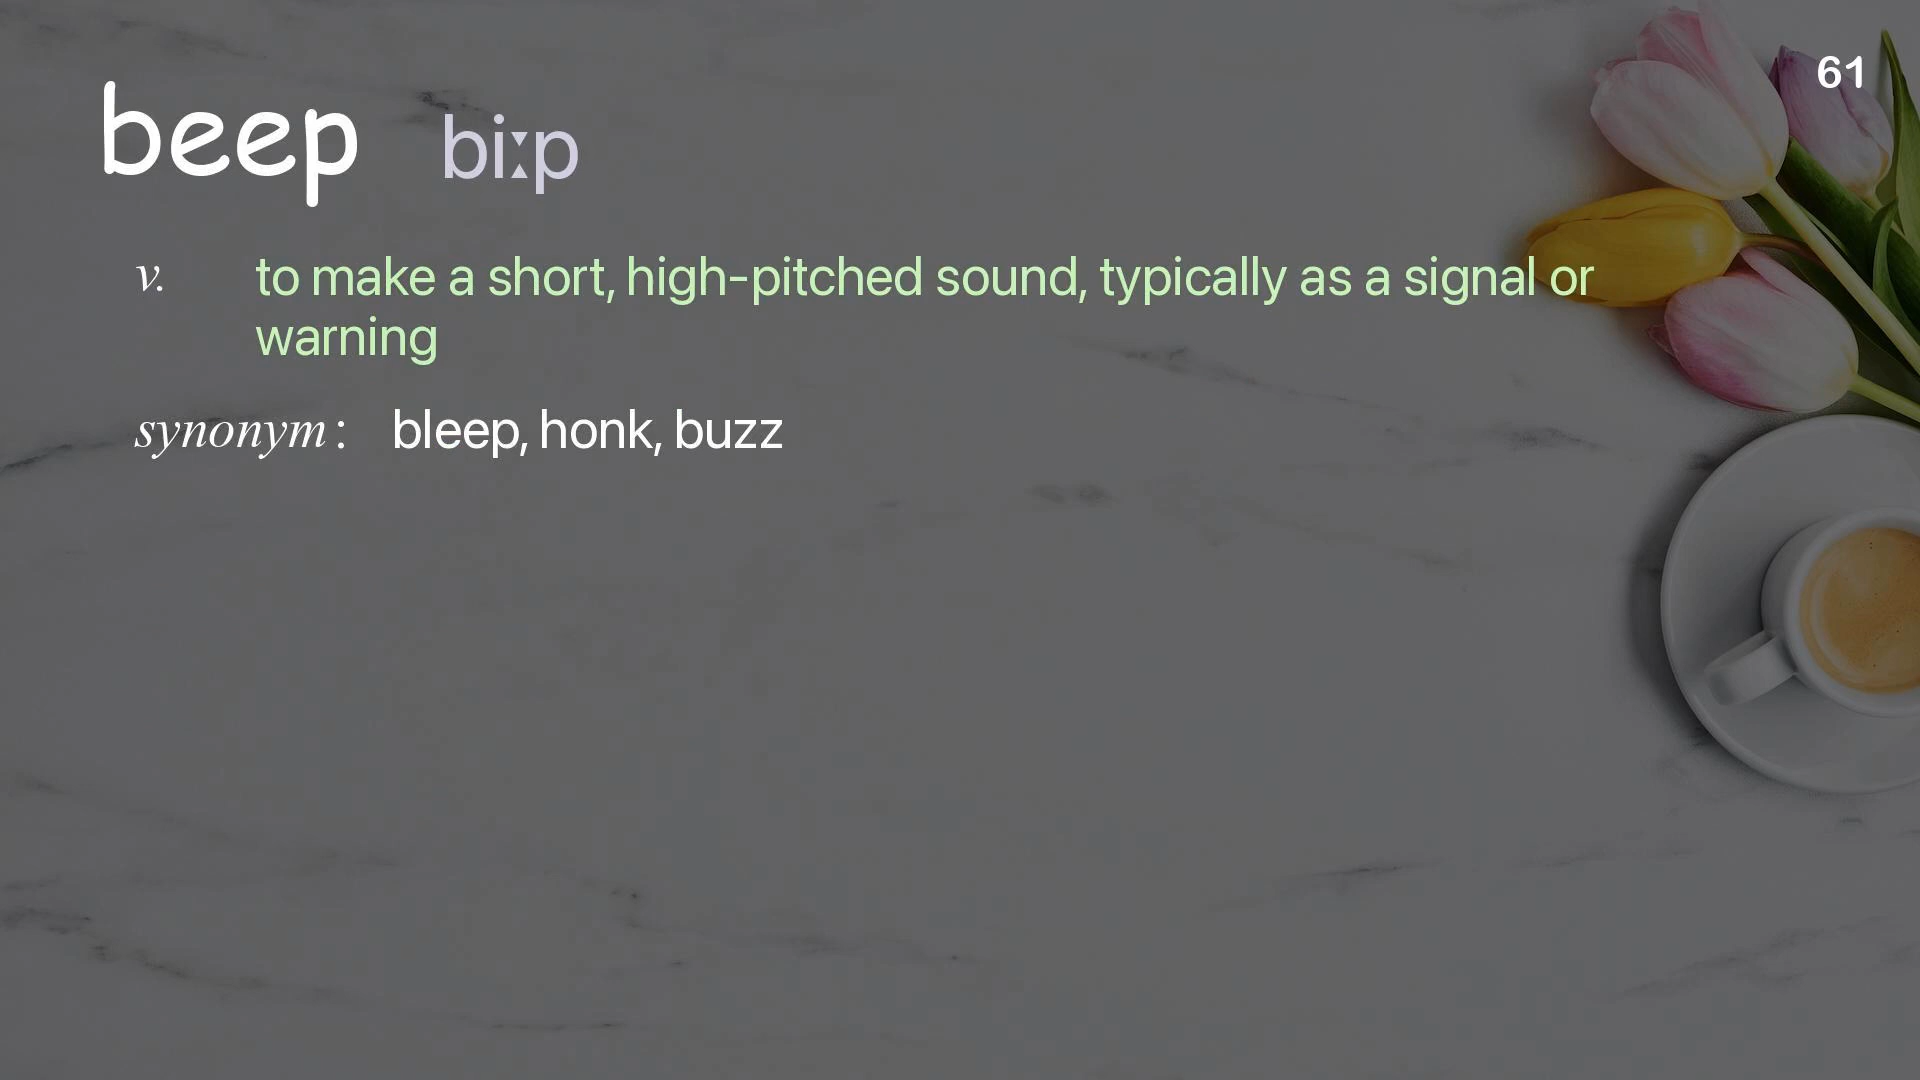 61
beep biːp
v. to make a short, high-pitched sound, typically as a signal or
warning
synonym : bleep, honk, buzz